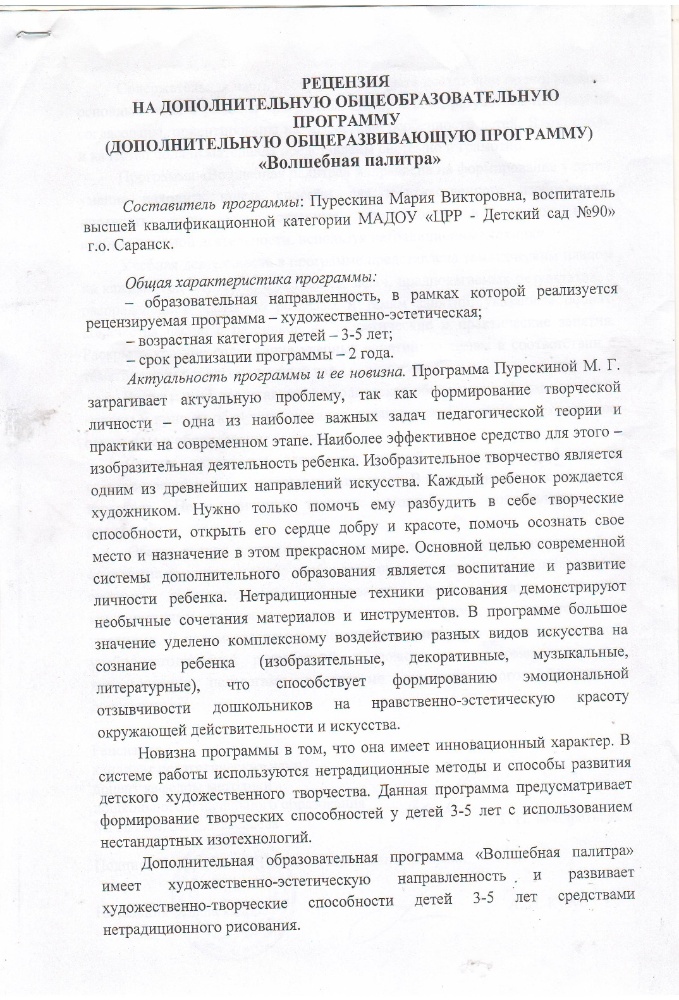 РЕЦЕНЗИЯ
НА ДОПОЛНИТЕЛЬНУЮ ОБЩЕОБРАЗОВАТЕЛЬНУЮ
ПРОГРАММУ
(ДОПОЛНИТЕЛЬНУЮ ОБЩЕРАЗВИВАЮЩУЮ ПРОГРАММУ)
«Волшебная палитра»
Составитель программы: Пурескина Мария Викторовна, воспитатель
высшей квалификационной категории МАДОУ «ЦРР - Детский сад №90»
г.о. Саранск.
Общая характеристика программы:
– образовательная направленность, в рамках которой реализуется
рецензируемая программа – художественно-эстетическая;
– возрастная категория детей – 3-5 лет;
– срок реализации программы – 2 года.
Актуальность программы и ее новизна. Программа Пурескиной М. Г.
затрагивает актуальную проблему, так как формирование творческой
личности – одна из наиболее важных задач педагогической теории и
практики на современном этапе. Наиболее эффективное средство для этого –
изобразительная деятельность ребенка. Изобразительное творчество является
одним из древнейших направлений искусства. Каждый ребенок рождается
художником. Нужно только помочь ему разбудить в себе творческие
способности, открыть его сердце добру и красоте, помочь осознать свое
место и назначение в этом прекрасном мире. Основной целью современной
системы дополнительного образования является воспитание и развитие
личности ребенка. Нетрадиционные техники рисования демонстрируют
необычные сочетания материалов и инструментов. В программе большое
значение уделено комплексному воздействию разных видов искусства на
сознание ребенка (изобразительные, декоративные, музыкальные,
литературные), что способствует формированию эмоциональной
отзывчивости дошкольников на нравственно-эстетическую красоту
окружающей действительности и искусства.
Новизна программы в том, что она имеет инновационный характер. В
системе работы используются нетрадиционные методы и способы развития
детского художественного творчества. Данная программа предусматривает
формирование творческих способностей у детей 3-5 лет с использованием
нестандартных изотехнологий.
Дополнительная образовательная программа «Волшебная палитра»
имеет художественно-эстетическую направленность и развивает
художественно-творческие способности детей 3-5 лет средствами
нетрадиционного рисования.